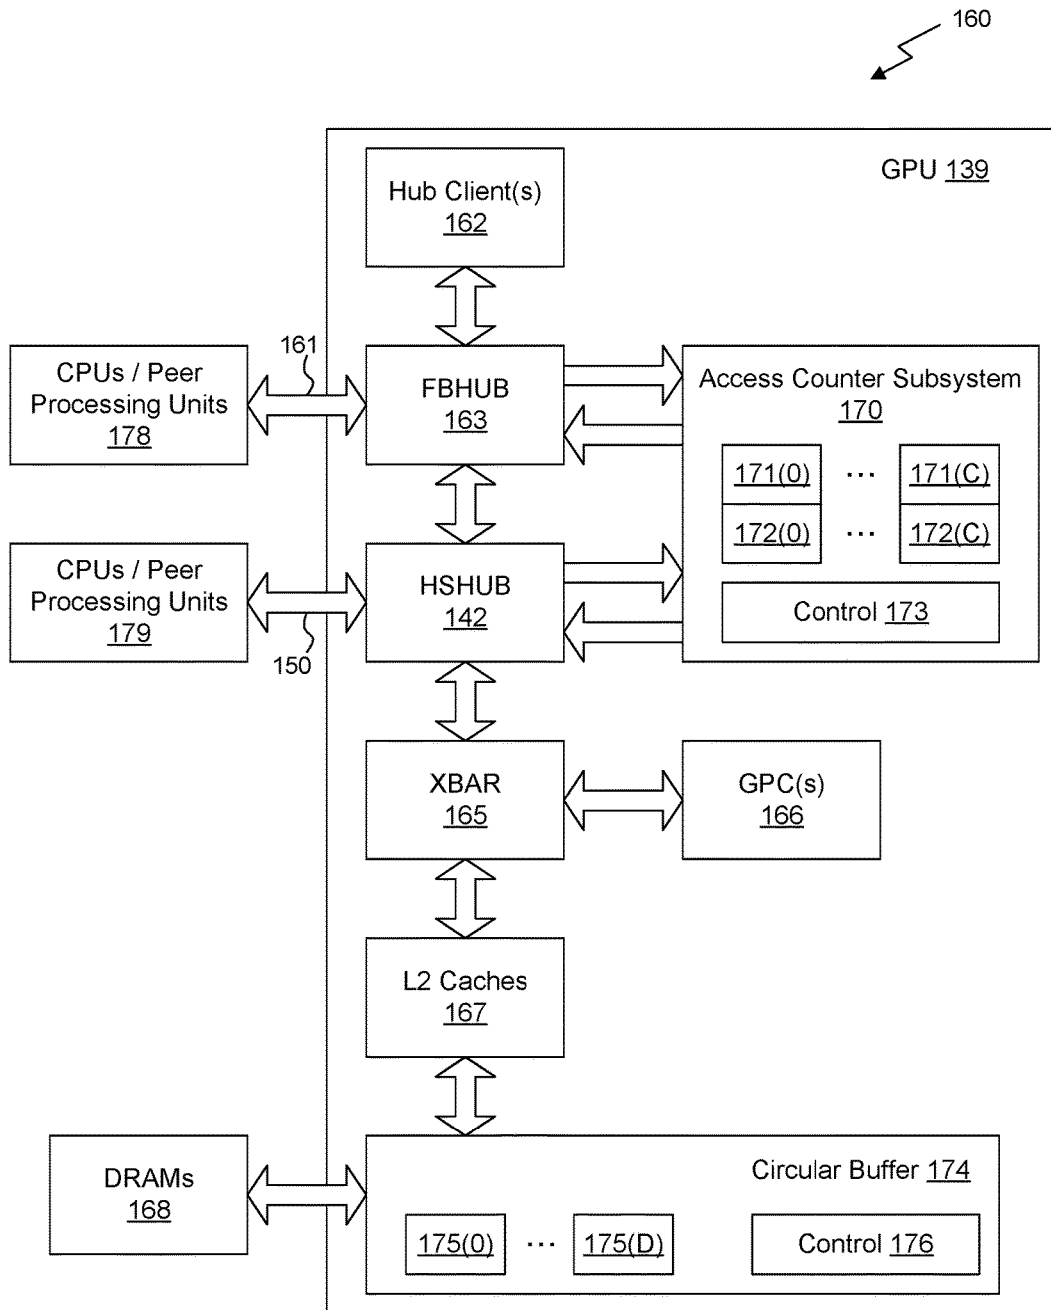 160
GPU 139
Hub Client(s)
162
161
CPUs / Peer
Processing Units
178
FBHUB
163
Access Counter Subsystem
170
171(0) ... 171(C)
172(0) ... 172(C)
Control 173
CPUs / Peer
Processing Units
179
150
HSHUB
142
XBAR
165
GPC(s)
166
L2 Caches
167
DRAMs
168
Circular Buffer 174
175(0) ... 175(D)
Control 176